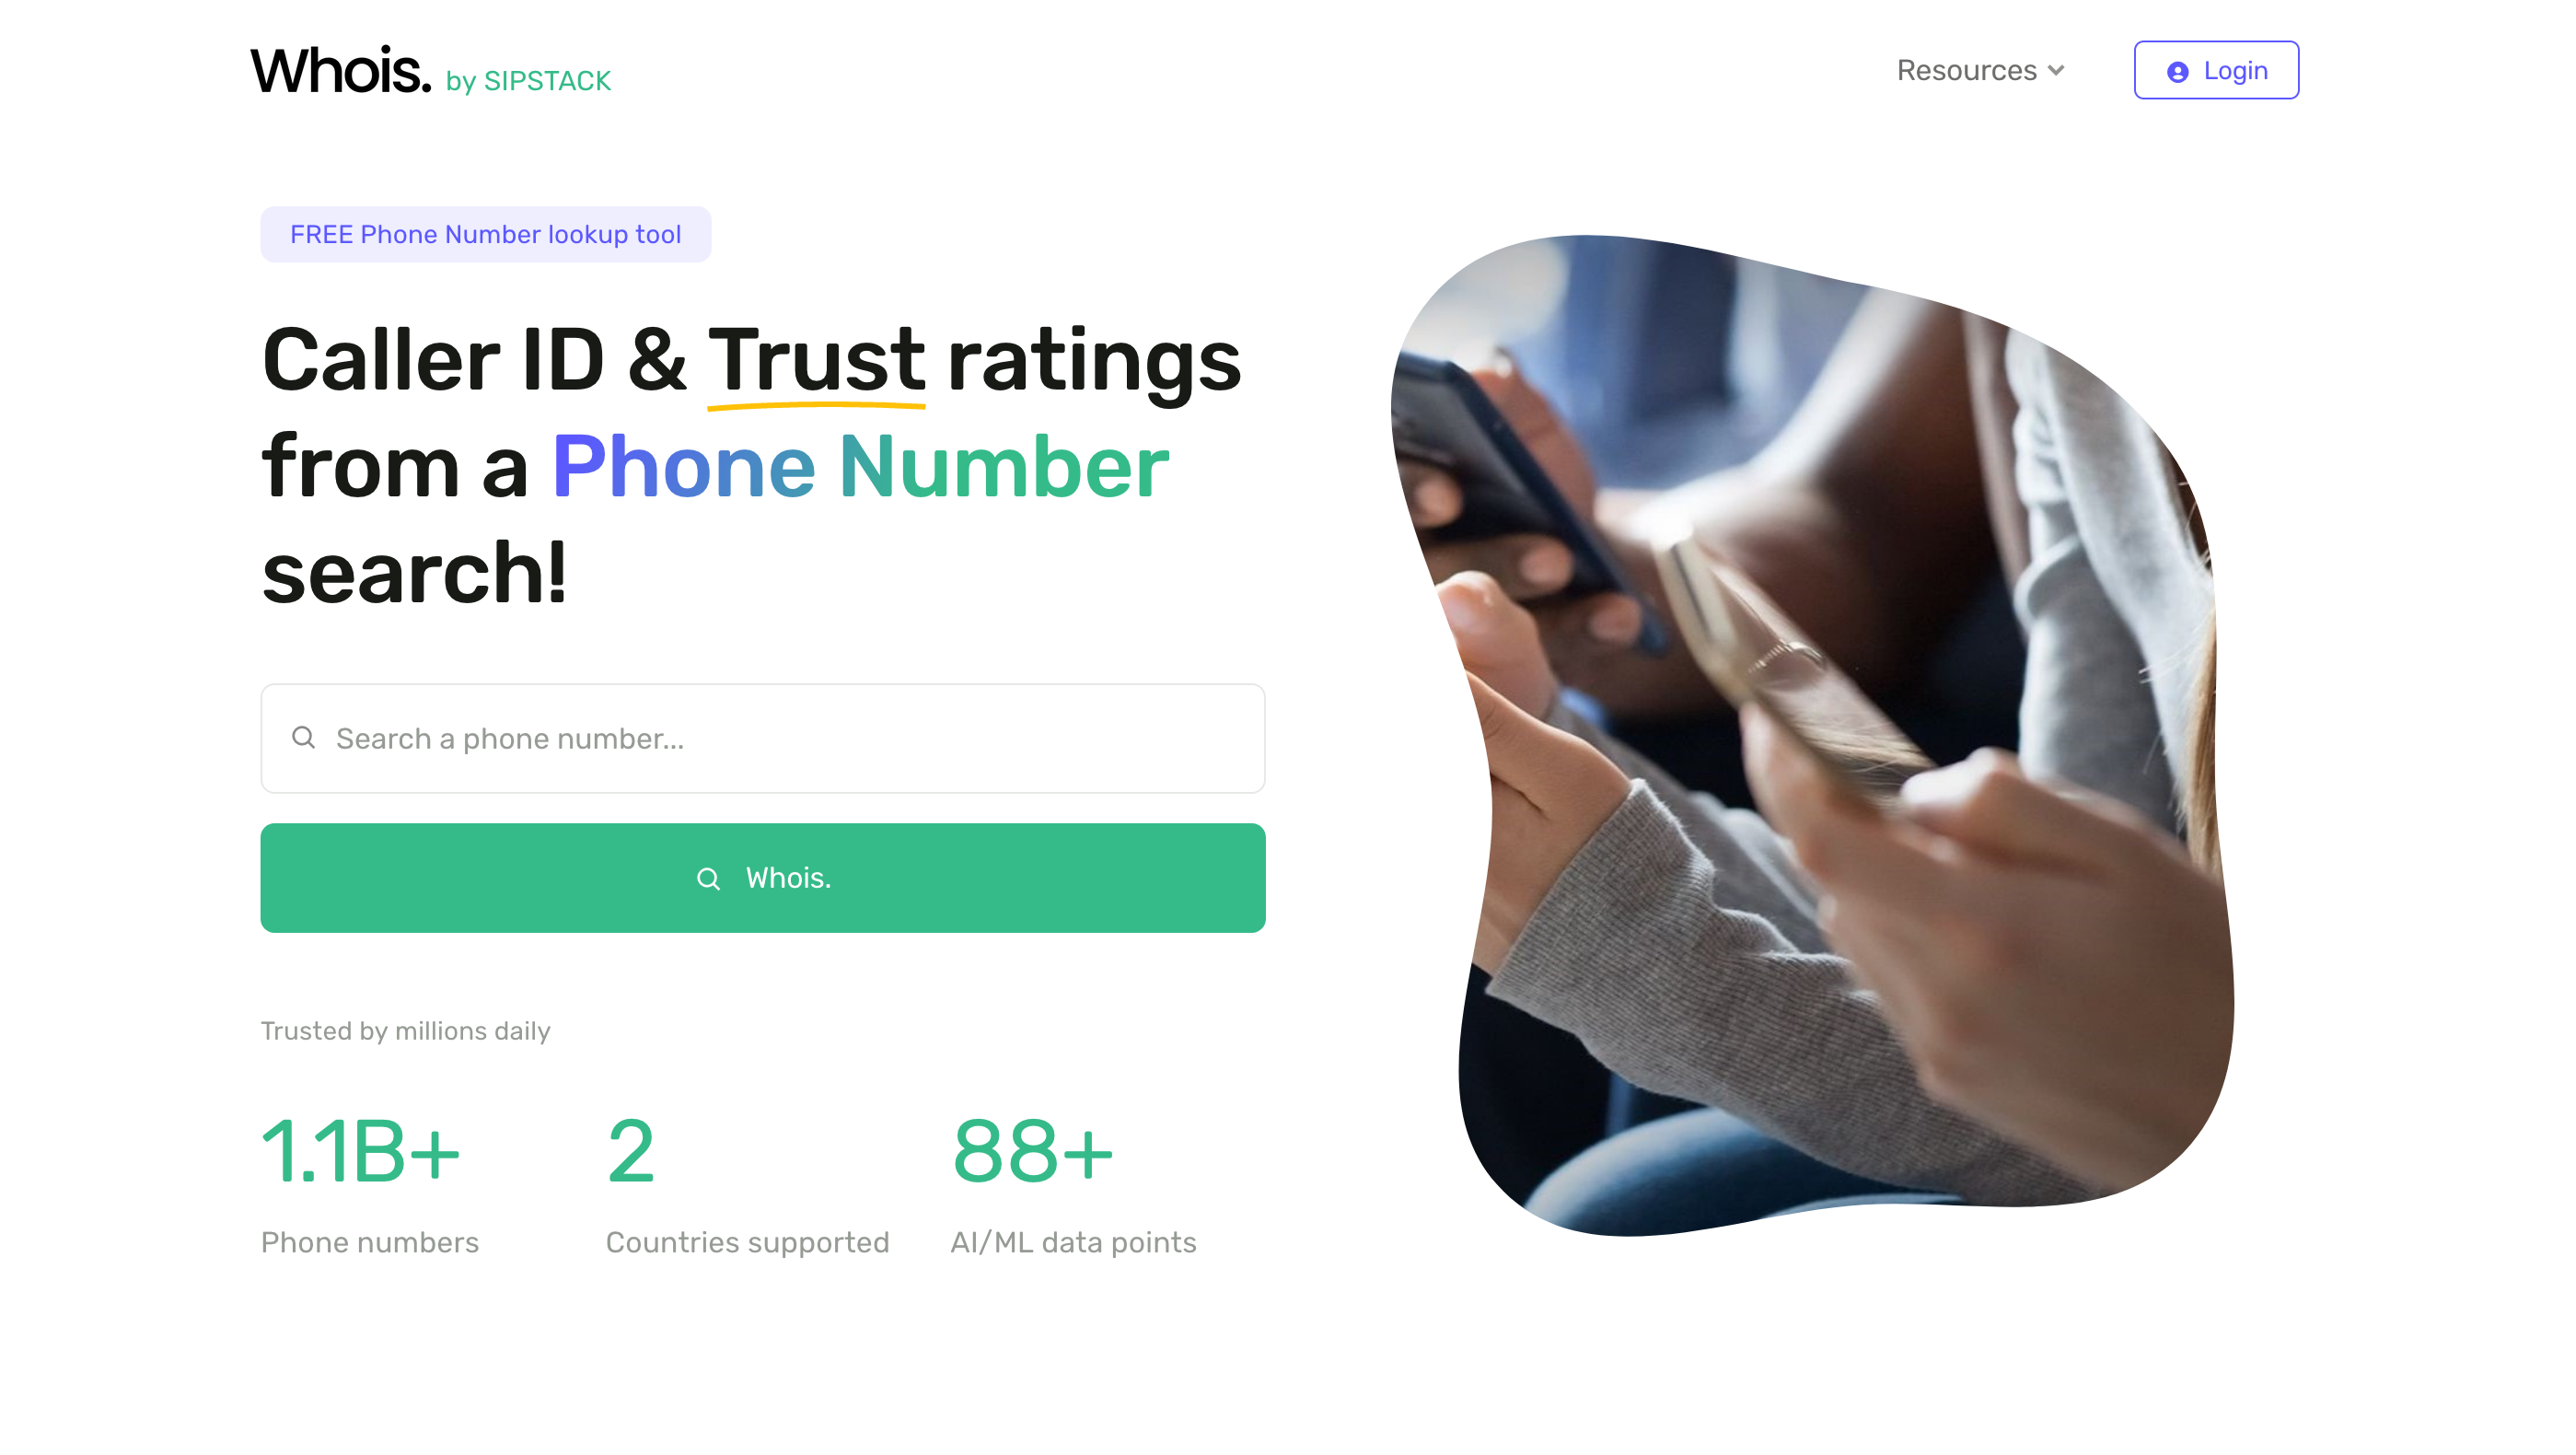 Whois. by SIPSTACK
Resources
Login
FREE Phone Number lookup tool
Caller ID & Trust ratings
from a Phone Number
search!
Search a phone number...
Whois.
Trusted by millions daily
1.1B+
Phone numbers
2
Countries supported
88+
AI/ML data points